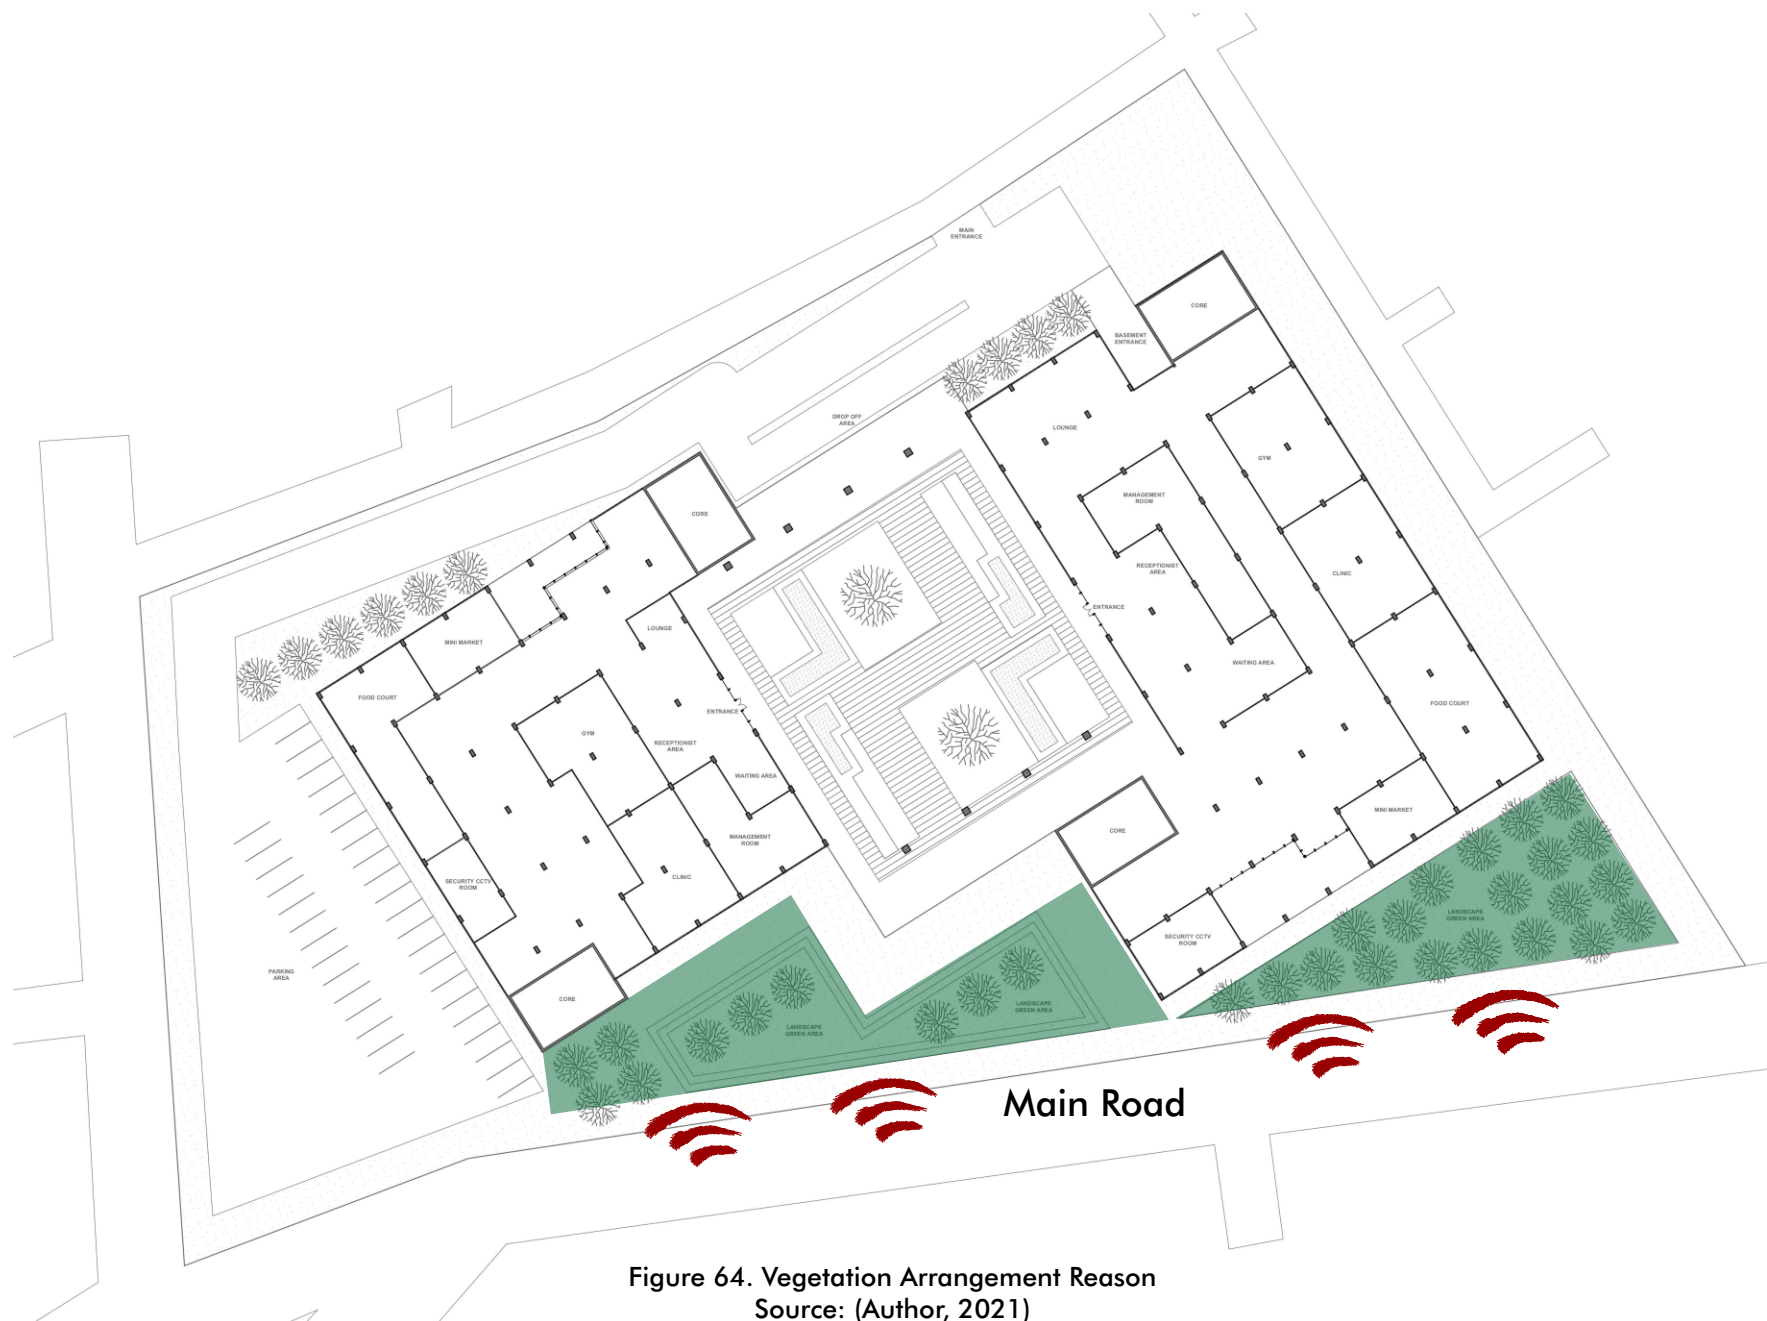 MAIN
ENTRANCE
CORE
BASEMENT
ENTRANCE
DROP OFF
AREA
LOUNGE
GYM
MANAGEMENT
ROOM
CORE
RECEPTIONIST
AREA
CLINIC
ENTRANCE
LOUNGE
MINI MARKET
WAITING AREA
FOOD COURT
FOOD COURT
ENTRANCE
GYM
RECEPTIONIST
AREA
WAITING AREA
MINI MARKET
CORE
MANAGEMENT
ROOM
CLINIC
SECURITY CCTV
ROOM
LANDSCAPE
GREEN AREA
SECURITY CCTV
ROOM
PARKING
AREA
CORE
LANDSCAPE
GREEN AREA
LANDSCAPE
GREEN AREA
Main Road
Figure 64. Vegetation Arrangement Reason
Source: (Author, 2021)